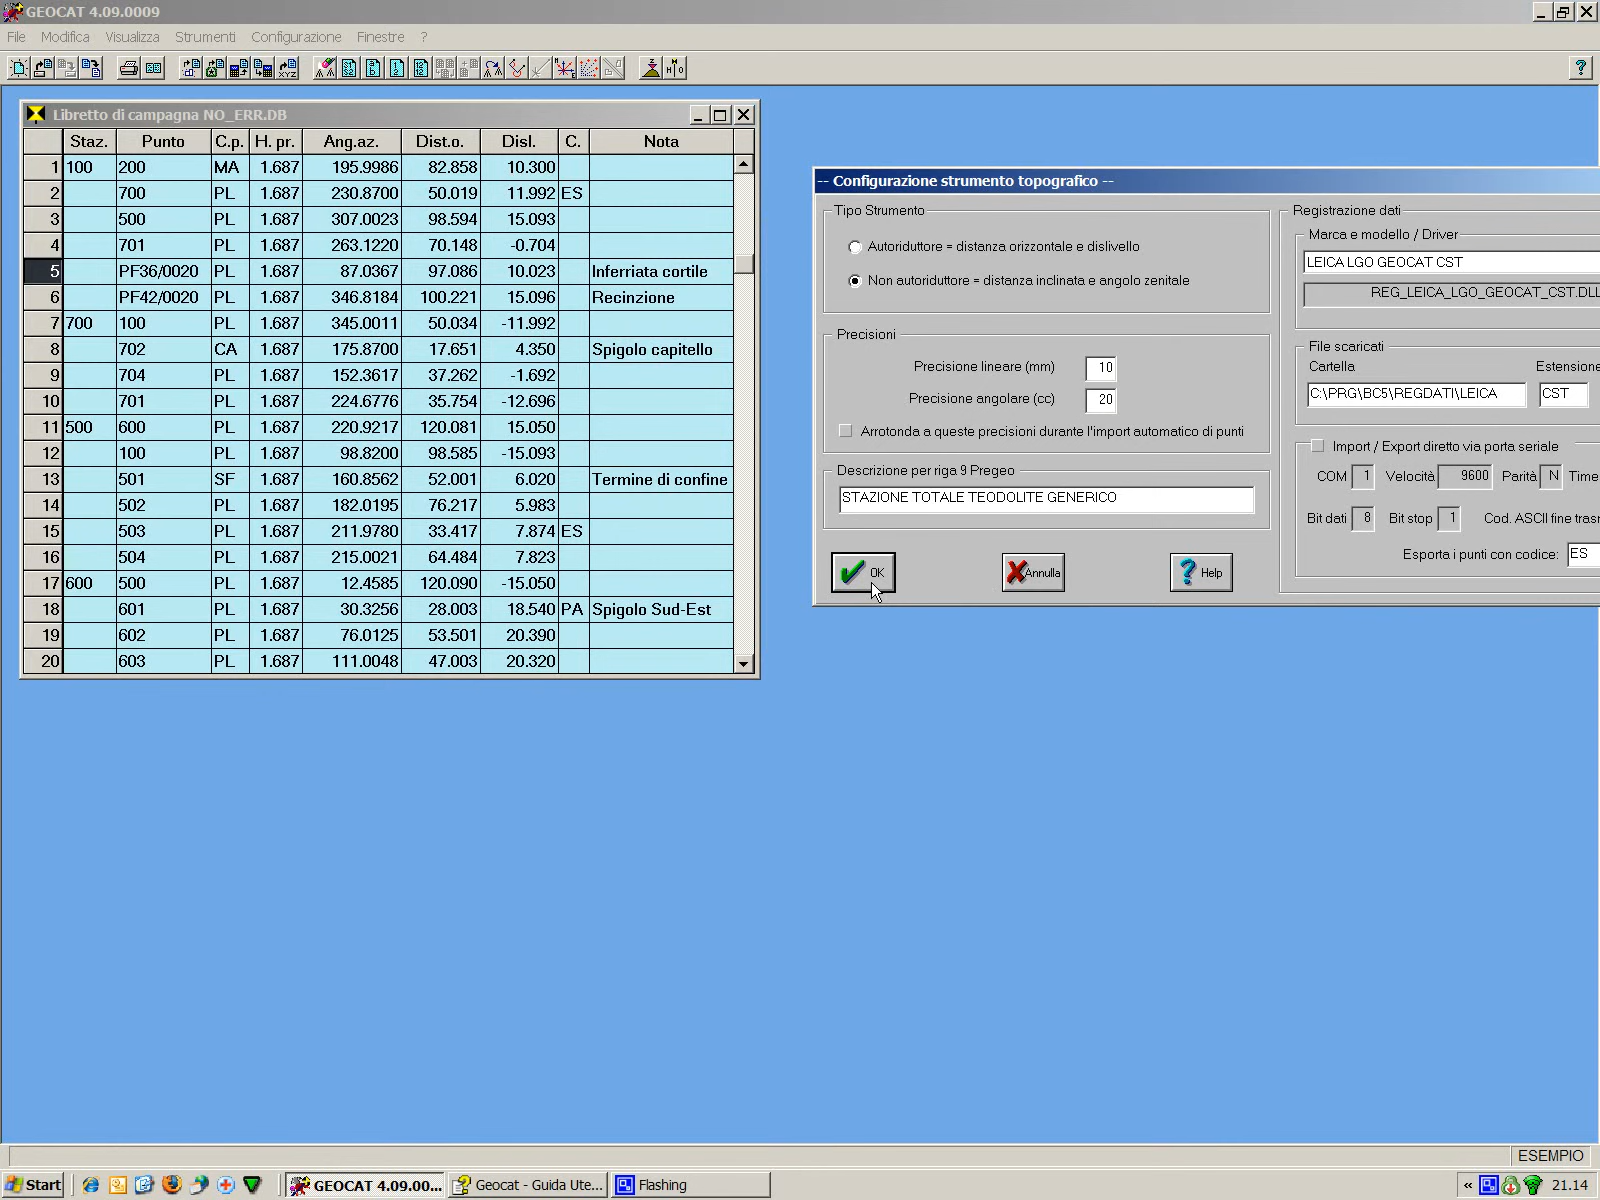 GEOCAT 4.09.0009
File Modifica Visualizza Strumenti Configurazione Finestre ?
Libretto di campagna NO_ERR.DB
Staz. Punto C.p. H. pr. Ang.az. Dist.o. Disl. C. Nota
1 100 200 MA 1.687 195.9986 82.858 10.300
2 700 PL 1.687 230.8700 50.019 11.992 ES
3 500 PL 1.687 307.0023 98.594 15.093
4 701 PL 1.687 263.1220 70.148 -0.704
5 PF36/0020 PL 1.687 87.0367 97.086 10.023 Inferriata cortile
6 PF42/0020 PL 1.687 346.8184 100.221 15.096 Recinzione
7 700 100 PL 1.687 345.0011 50.034 -11.992
8 702 CA 1.687 175.8700 17.651 4.350 Spigolo capitello
9 704 PL 1.687 152.3617 37.262 -1.692
10 701 PL 1.687 224.6776 35.754 -12.696
11 500 600 PL 1.687 220.9217 120.081 15.050
12 100 PL 1.687 98.8200 98.585 -15.093
13 501 SF 1.687 160.8562 52.001 6.020 Termine di confine
14 502 PL 1.687 182.0195 76.217 5.983
15 503 PL 1.687 211.9780 33.417 7.874 ES
16 504 PL 1.687 215.0021 64.484 7.823
17 600 500 PL 1.687 12.4585 120.090 -15.050
18 601 PL 1.687 30.3256 28.003 18.540 PA Spigolo Sud-Est
19 602 PL 1.687 76.0125 53.501 20.390
20 603 PL 1.687 111.0048 47.003 20.320
-- Configurazione strumento topografico --
Tipo Strumento
Autoriduttore = distanza orizzontale e dislivello
Non autoriduttore = distanza inclinata e angolo zenitale
Precisioni
Precisione lineare (mm) 10
Precisione angolare (cc) 20
Arrotonda a queste precisioni durante l'import automatico di punti
Descrizione per riga 9 Pregeo
STAZIONE TOTALE TEODOLITE GENERICO
OK Annulla Help
Registrazione dati
Marca e modello / Driver
LEICA LGO GEOCAT CST
REG_LEICA_LGO_GEOCAT_CST.DLL
File scaricati
Cartella Estensione
C:\PRG\BC5\REGDATI\LEICA CST
Import / Export diretto via porta seriale
COM 1 Velocità 9600 Parità N Time
Bit dati 8 Bit stop 1 Cod. ASCII fine tras
Esporta i punti con codice: ES
ESEMPIO
Start GEOCAT 4.09.00... Geocat - Guida Ute... Flashing « 21.14